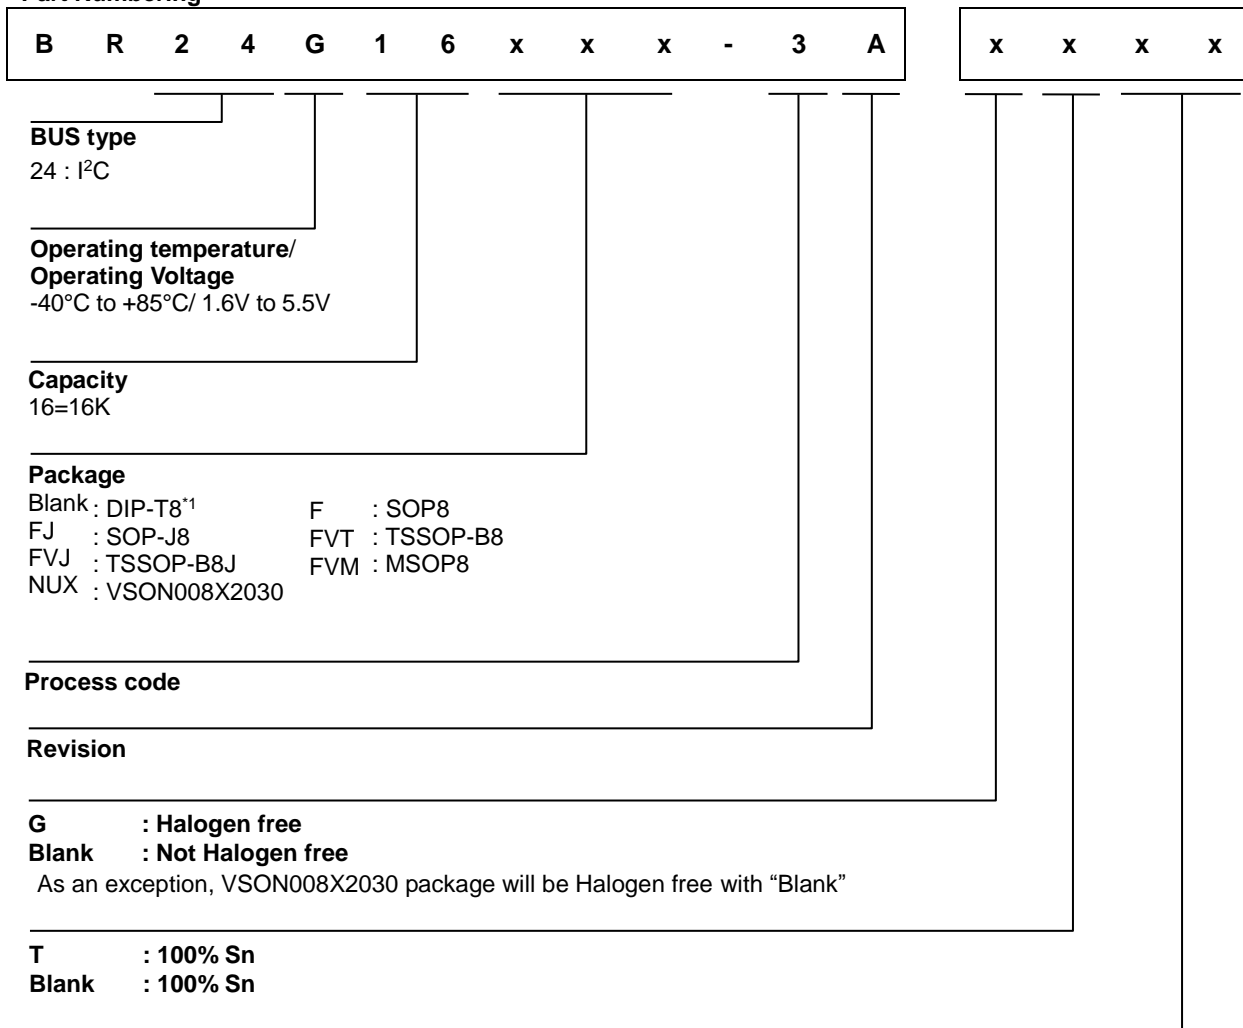 Part Numbering
B R 2 4 G 1 6 x x x - 3 A x x x x
BUS type
24 : I²C
Operating temperature/
Operating Voltage
-40°C to +85°C/ 1.6V to 5.5V
Capacity
16=16K
Package
Blank : DIP-T8*1 F : SOP8
FJ : SOP-J8 FVT : TSSOP-B8
FVJ : TSSOP-B8J FVM : MSOP8
NUX : VSON008X2030
Process code
Revision
G : Halogen free
Blank : Not Halogen free
As an exception, VSON008X2030 package will be Halogen free with “Blank”
T : 100% Sn
Blank : 100% Sn